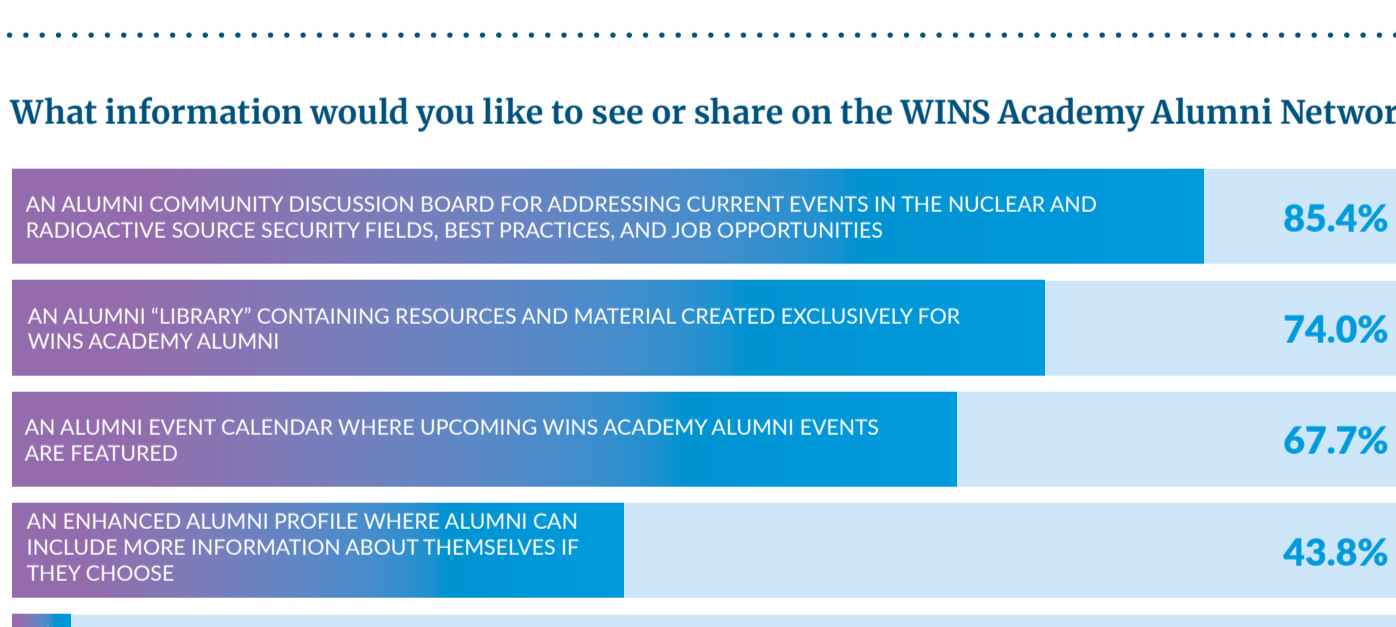 What information would you like to see or share on the WINS Academy Alumni Networ
AN ALUMNI COMMUNITY DISCUSSION BOARD FOR ADDRESSING CURRENT EVENTS IN THE NUCLEAR AND
RADIOACTIVE SOURCE SECURITY FIELDS, BEST PRACTICES, AND JOB OPPORTUNITIES
85.4%
AN ALUMNI “LIBRARY” CONTAINING RESOURCES AND MATERIAL CREATED EXCLUSIVELY FOR
WINS ACADEMY ALUMNI
74.0%
AN ALUMNI EVENT CALENDAR WHERE UPCOMING WINS ACADEMY ALUMNI EVENTS
ARE FEATURED
67.7%
AN ENHANCED ALUMNI PROFILE WHERE ALUMNI CAN
INCLUDE MORE INFORMATION ABOUT THEMSELVES IF
THEY CHOOSE
43.8%